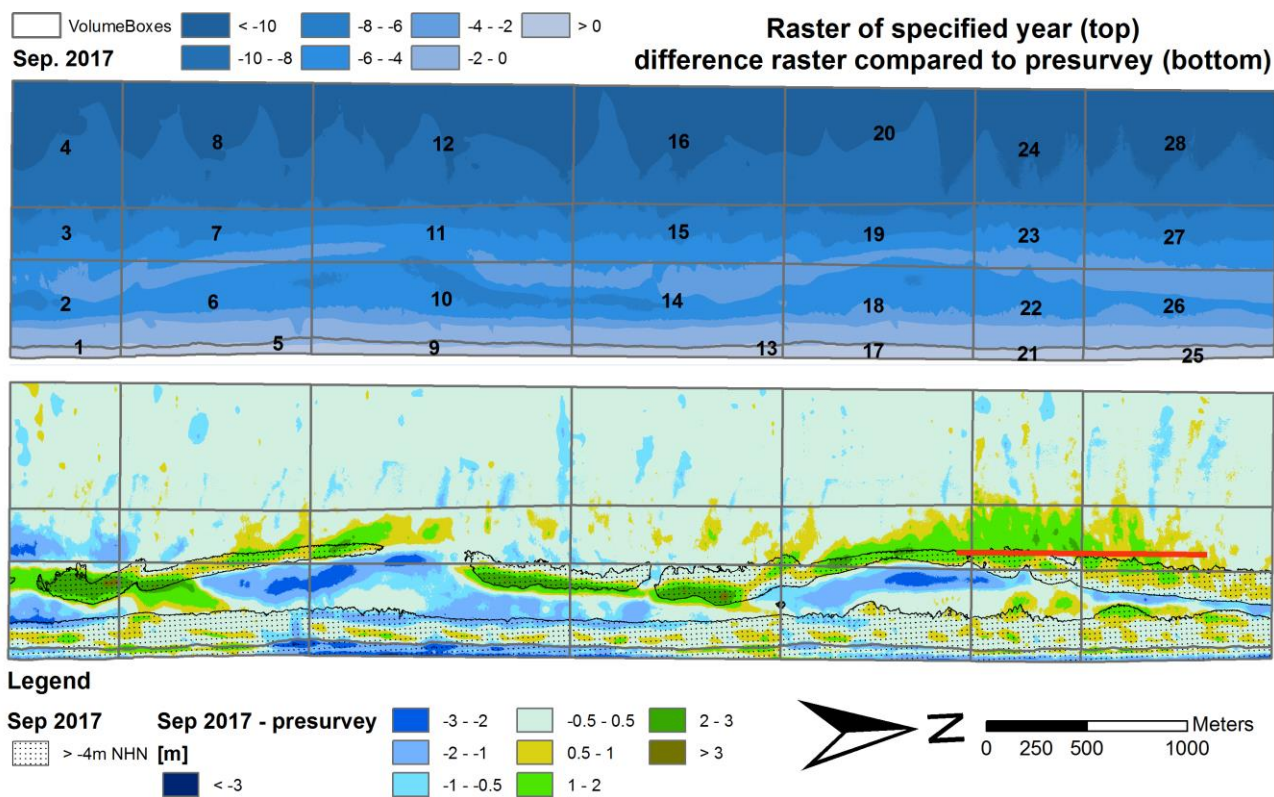 VolumeBoxes
< -10
-8 - -6
-4 - -2
> 0
Sep. 2017
-10 - -8
-6 - -4
-2 - 0
Raster of specified year (top)
difference raster compared to presurvey (bottom)
4
8
12
16
20
24
28
3
7
11
15
19
23
27
2
6
10
14
18
22
26
1
5
9
13
17
21
25
Legend
Sep 2017
Sep 2017 - presurvey
> -4m NHN
[m]
< -3
-3 - -2
-2 - -1
-1 - -0.5
-0.5 - 0.5
0.5 - 1
1 - 2
2 - 3
> 3
N
Meters
0 250 500 1000